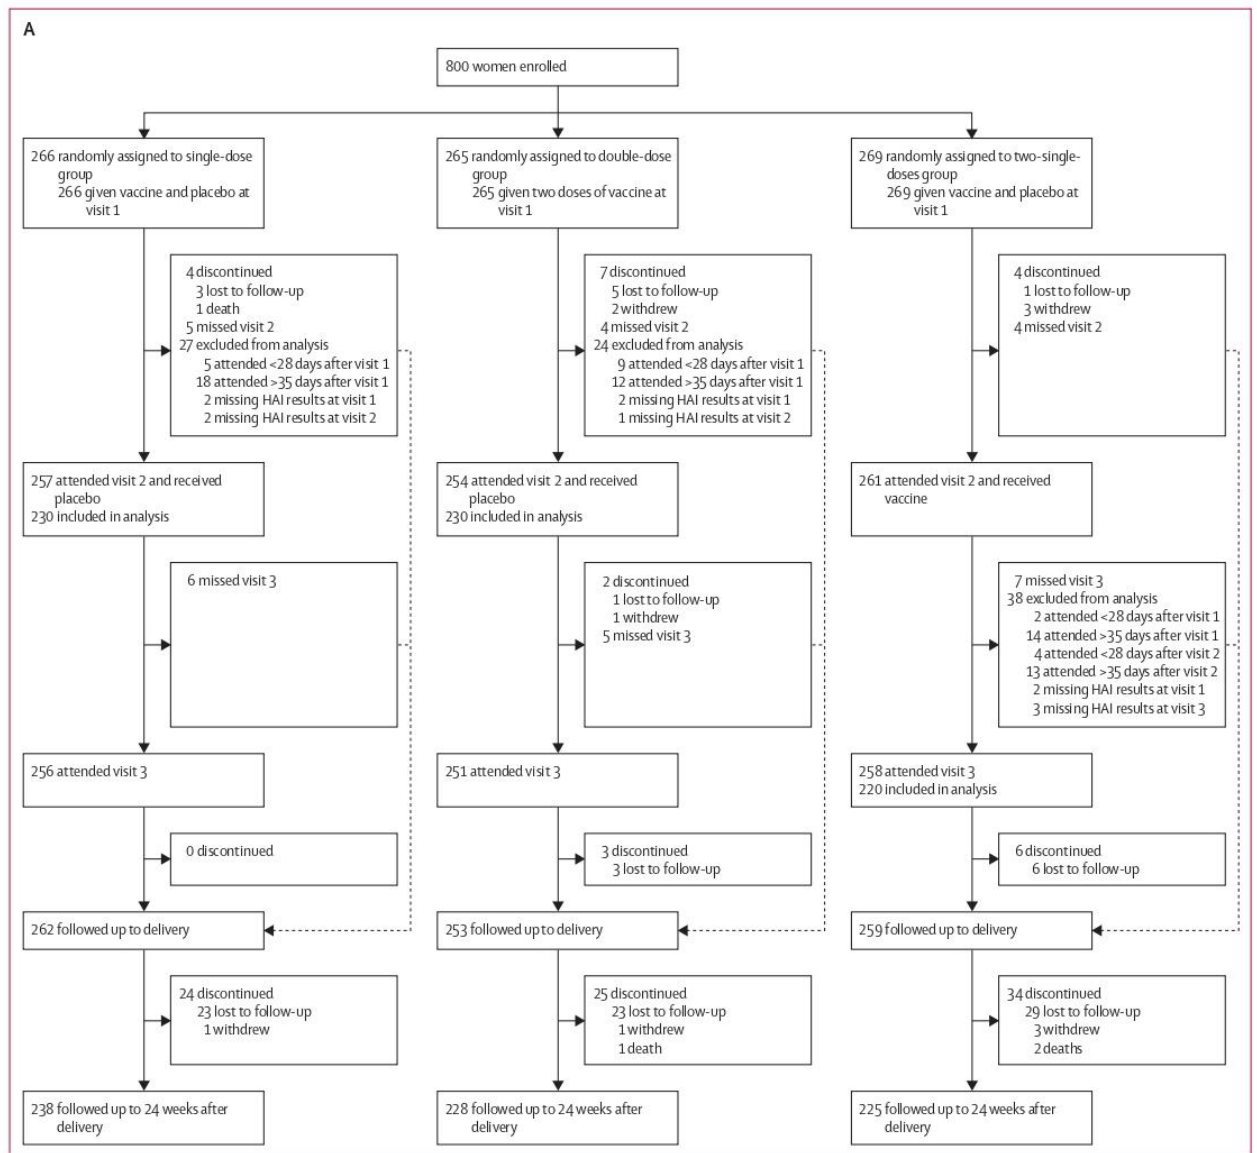 A
800 women enrolled
266 randomly assigned to single-dose
group
266 given vaccine and placebo at
visit 1
265 randomly assigned to double-dose
group
265 given two doses of vaccine at
visit 1
269 randomly assigned to two-single-
doses group
269 given vaccine and placebo at
visit 1
4 discontinued
3 lost to follow-up
1 death
5 missed visit 2
27 excluded from analysis
5 attended <28 days after visit 1
18 attended >35 days after visit 1
2 missing HAI results at visit 1
2 missing HAI results at visit 2
7 discontinued
5 lost to follow-up
2 withdrew
4 missed visit 2
24 excluded from analysis
9 attended <28 days after visit 1
12 attended >35 days after visit 1
2 missing HAI results at visit 1
1 missing HAI results at visit 2
4 discontinued
1 lost to follow-up
3 withdrew
4 missed visit 2
257 attended visit 2 and received
placebo
230 included in analysis
254 attended visit 2 and received
placebo
230 included in analysis
261 attended visit 2 and received
vaccine
6 missed visit 3
2 discontinued
1 lost to follow-up
1 withdrew
5 missed visit 3
7 missed visit 3
38 excluded from analysis
2 attended <28 days after visit 1
14 attended >35 days after visit 1
4 attended <28 days after visit 2
13 attended >35 days after visit 2
2 missing HAI results at visit 1
3 missing HAI results at visit 3
256 attended visit 3
251 attended visit 3
258 attended visit 3
220 included in analysis
0 discontinued
3 discontinued
3 lost to follow-up
6 discontinued
6 lost to follow-up
262 followed up to delivery
253 followed up to delivery
259 followed up to delivery
24 discontinued
23 lost to follow-up
1 withdrew
25 discontinued
23 lost to follow-up
1 withdrew
1 death
34 discontinued
29 lost to follow-up
3 withdrew
2 deaths
238 followed up to 24 weeks after
delivery
228 followed up to 24 weeks after
delivery
225 followed up to 24 weeks after
delivery